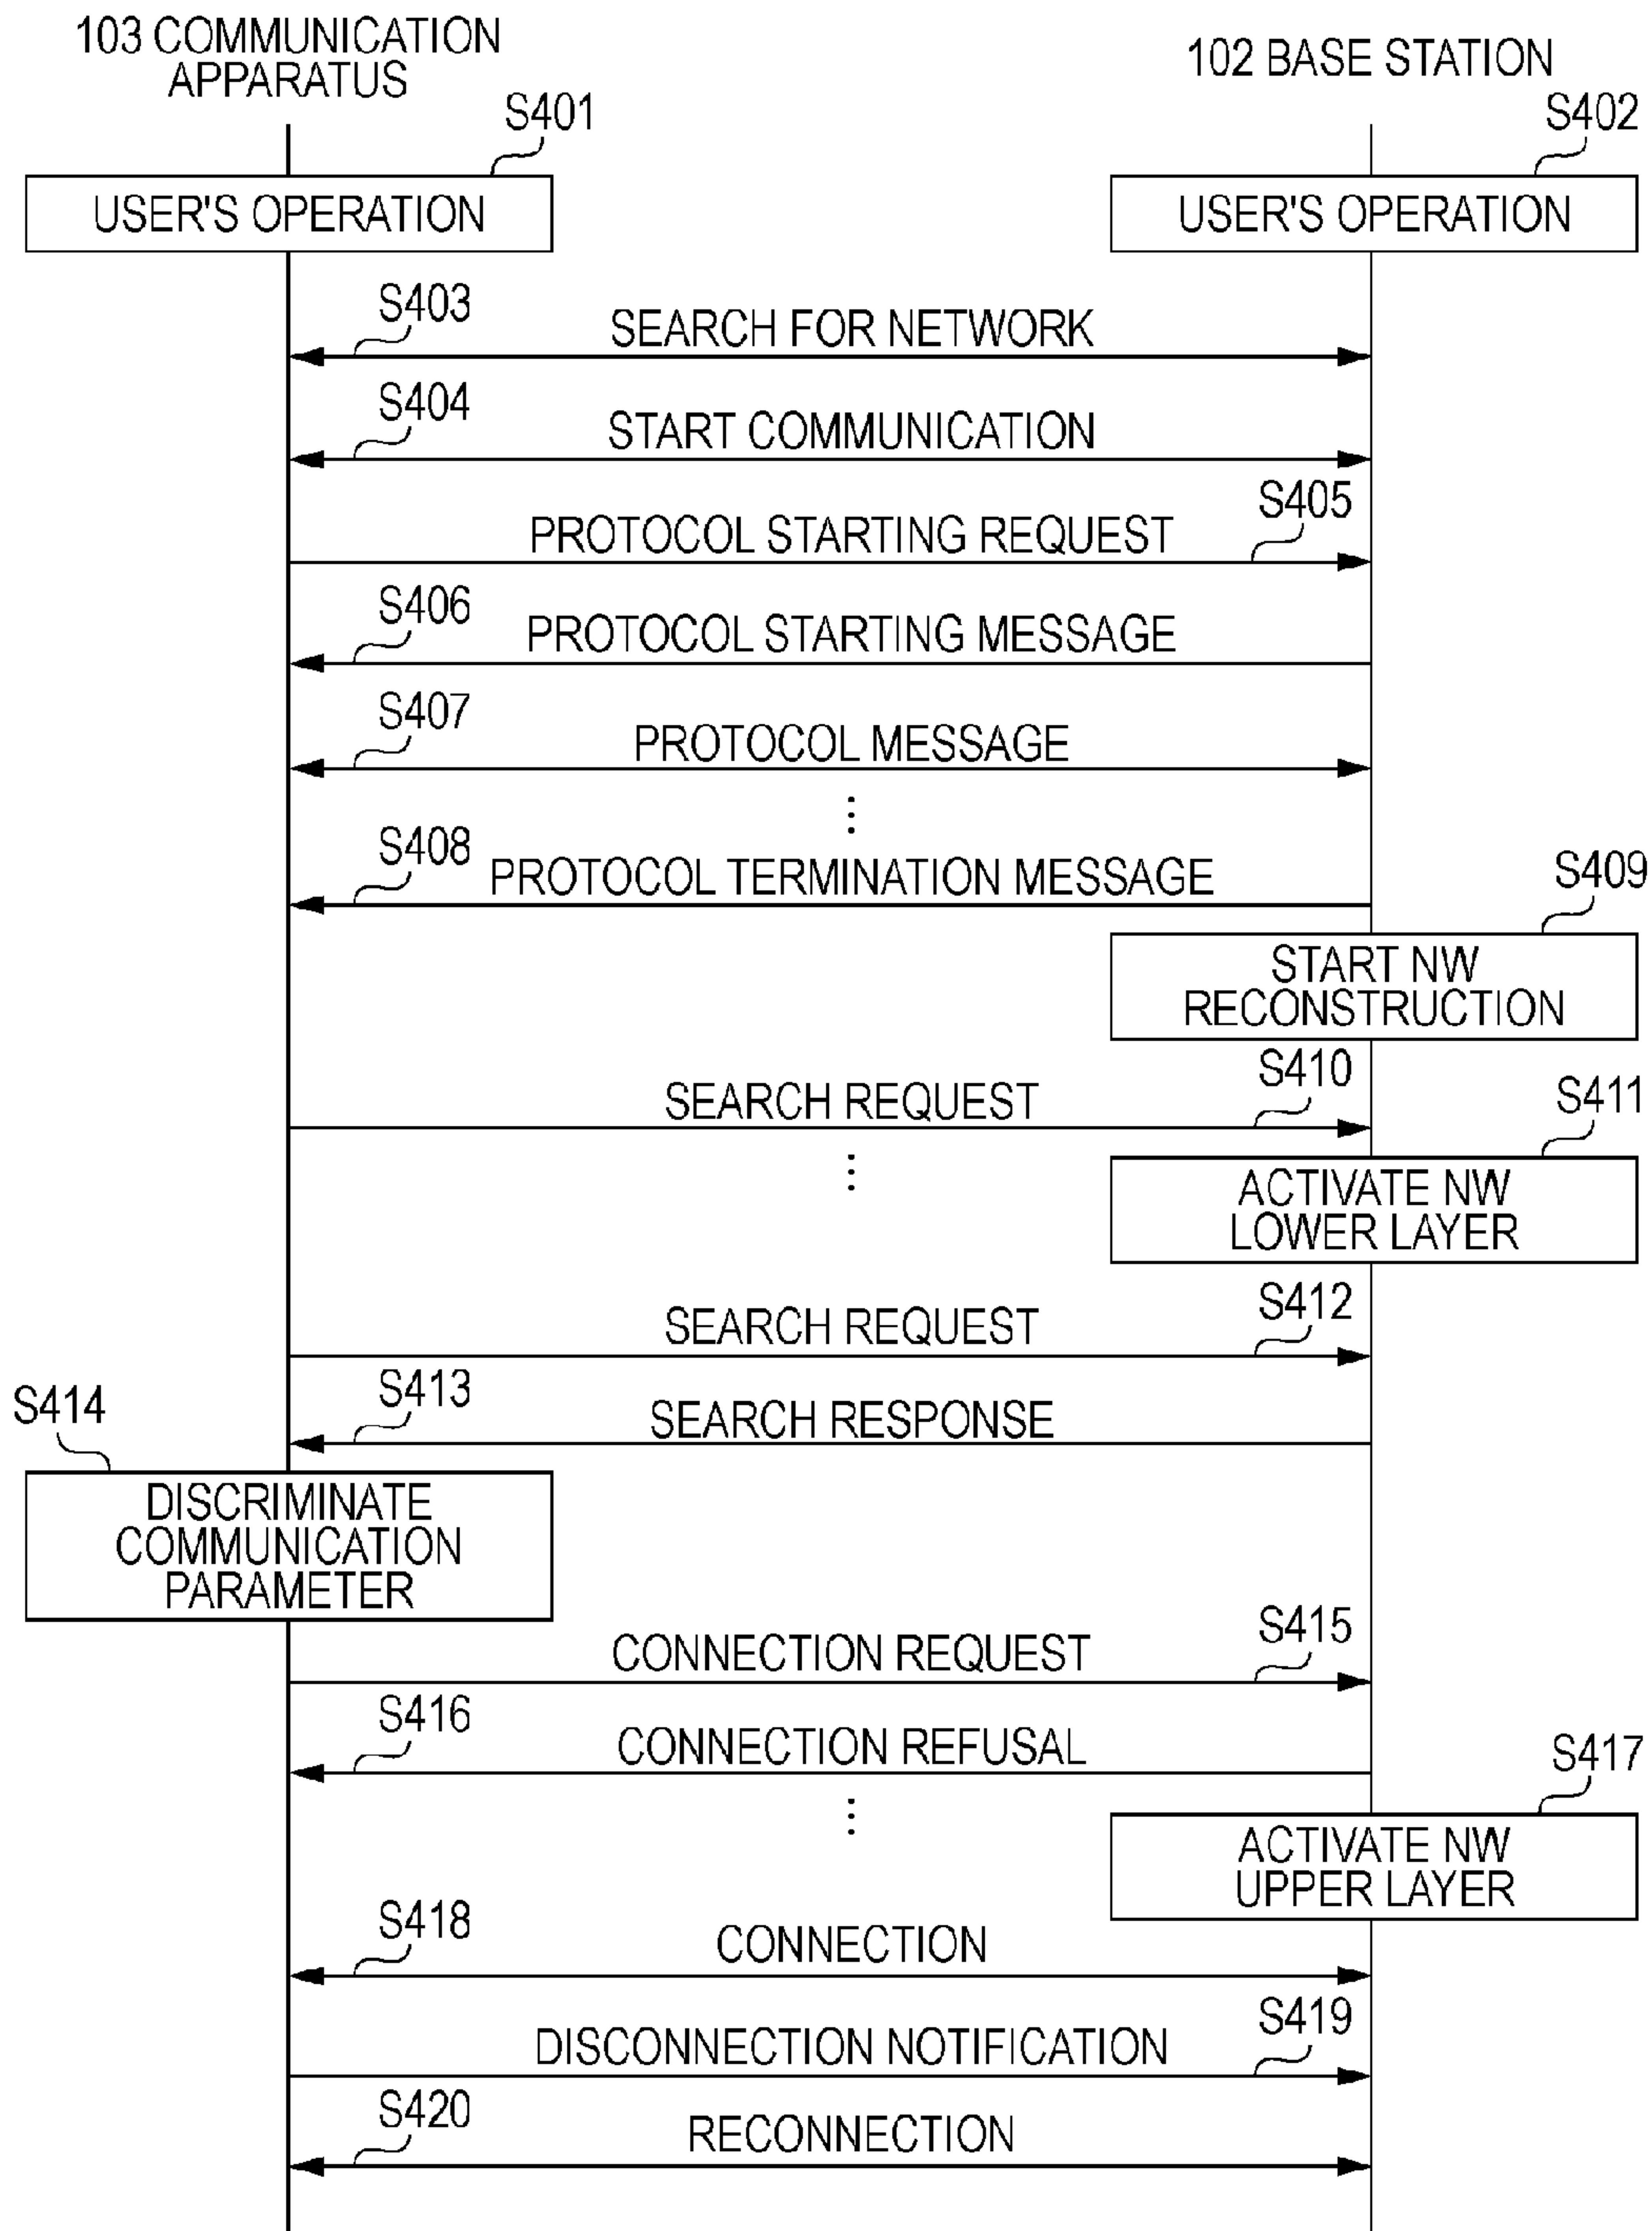 103 COMMUNICATION
APPARATUS
102 BASE STATION
S401
S402
USER'S OPERATION
USER'S OPERATION
S403
SEARCH FOR NETWORK
S404
START COMMUNICATION
S405
PROTOCOL STARTING REQUEST
S406
PROTOCOL STARTING MESSAGE
S407
PROTOCOL MESSAGE
S408
PROTOCOL TERMINATION MESSAGE
S409
START NW
RECONSTRUCTION
S410
SEARCH REQUEST
S411
ACTIVATE NW
LOWER LAYER
S412
SEARCH REQUEST
S413
SEARCH RESPONSE
S414
DISCRIMINATE
COMMUNICATION
PARAMETER
S415
CONNECTION REQUEST
S416
CONNECTION REFUSAL
S417
ACTIVATE NW
UPPER LAYER
S418
CONNECTION
S419
DISCONNECTION NOTIFICATION
S420
RECONNECTION